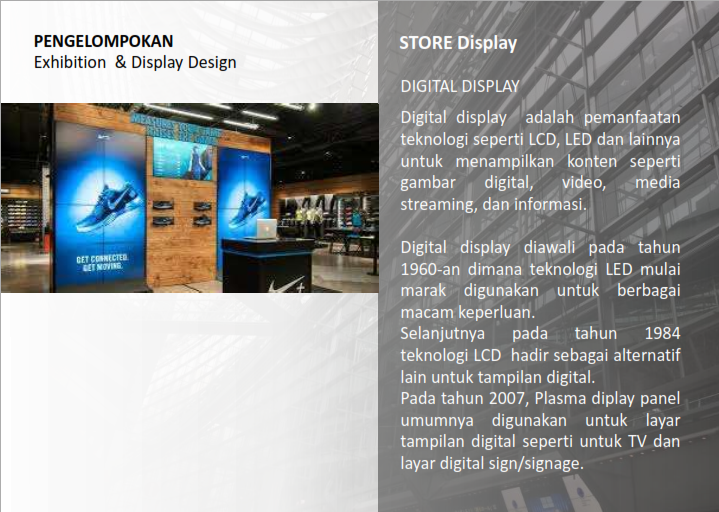 PENGELOMPOKAN
Exhibition & Display Design
GET CONNECTED.
GET MOVING.
STORE Display
DIGITAL DISPLAY
Digital display adalah pemanfaatan
teknologi seperti LCD, LED dan lainnya
untuk menampilkan konten seperti
gambar digital, video, media
streaming, dan informasi.
Digital display diawali pada tahun
1960-an dimana teknologi LED mulai
marak digunakan untuk berbagai
macam keperluan.
Selanjutnya pada tahun 1984
teknologi LCD hadir sebagai alternatif
lain untuk tampilan digital.
Pada tahun 2007, Plasma diplay panel
umumnya digunakan untuk layar
tampilan digital seperti untuk TV dan
layar digital sign/signage.